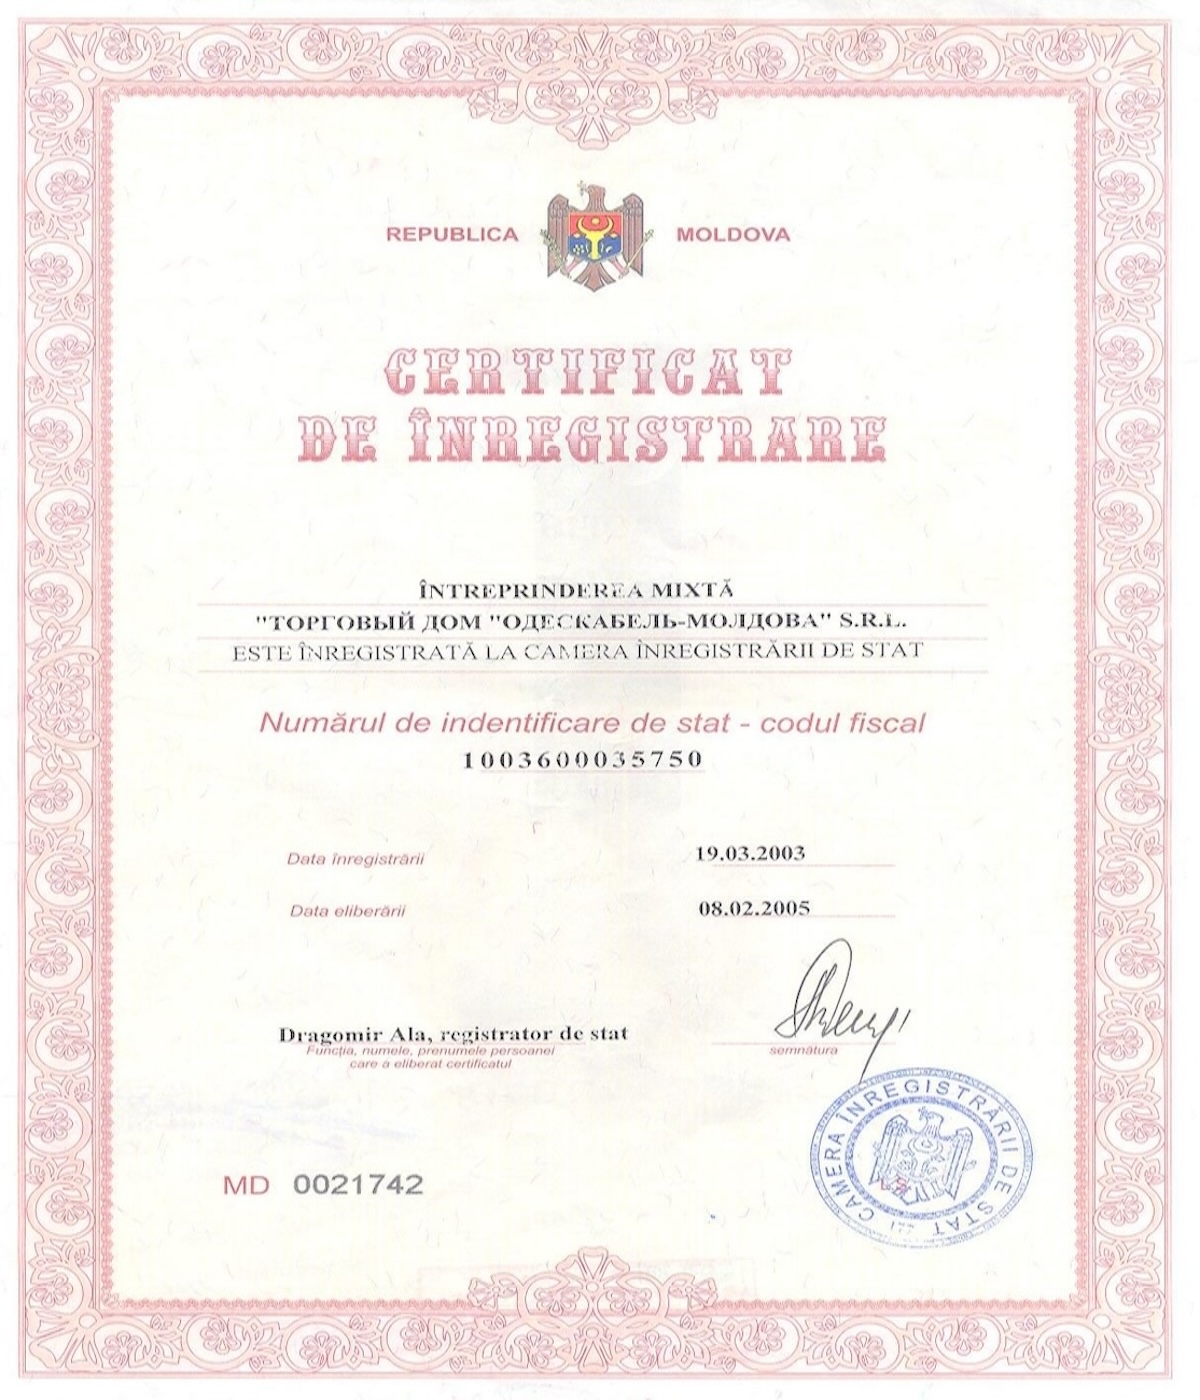 REPUBLICA MOLDOVA
CERTIFICAT
DE ÎNREGISTRARE
ÎNTREPRINDEREA MIXTĂ
"ТОРГОВЫЙ ДОМ "ОДЕСКАБЕЛЬ-МОЛДОВА" S.R.L.
ESTE ÎNREGISTRATĂ LA CAMERA ÎNREGISTRĂRII DE STAT
Numărul de indentificare de stat - codul fiscal
1003600035750
Data înregistrării 19.03.2003
Data eliberării 08.02.2005
Dragomir Ala, registrator de stat
Funcția, numele, prenumele persoanei
care a eliberat certificatul
semnătura
CAMERA ÎNREGISTRĂRII DE STAT
MD 0021742